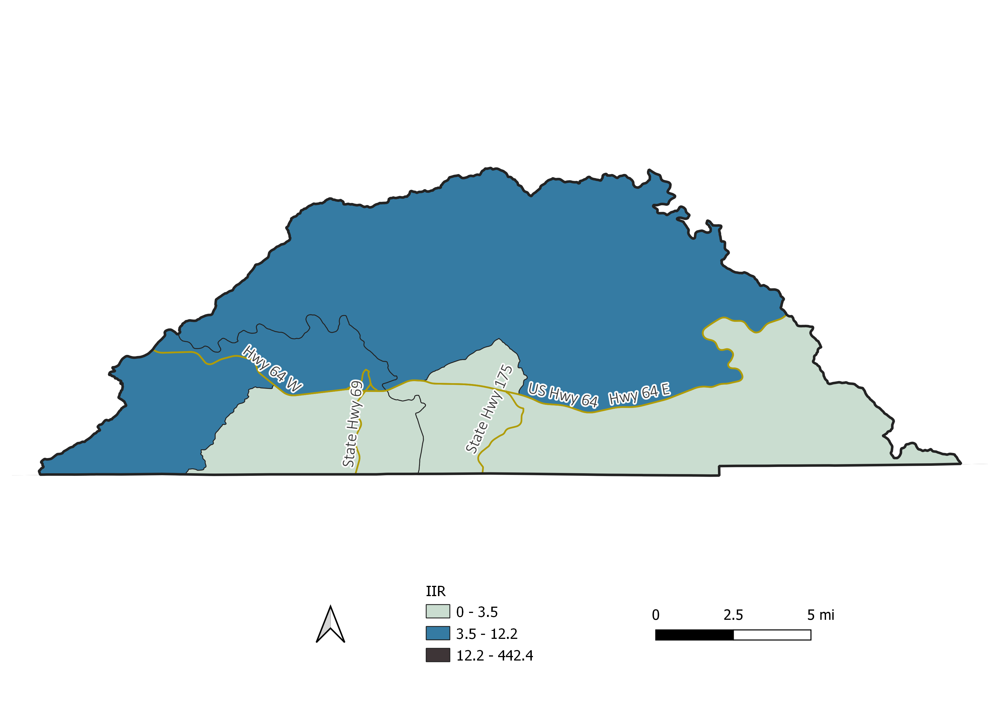 Hwy 64 W
State Hwy 69
State Hwy 175
US Hwy 64
Hwy 64 E
IIR
0 - 3.5
3.5 - 12.2
12.2 - 442.4
0 2.5 5 mi